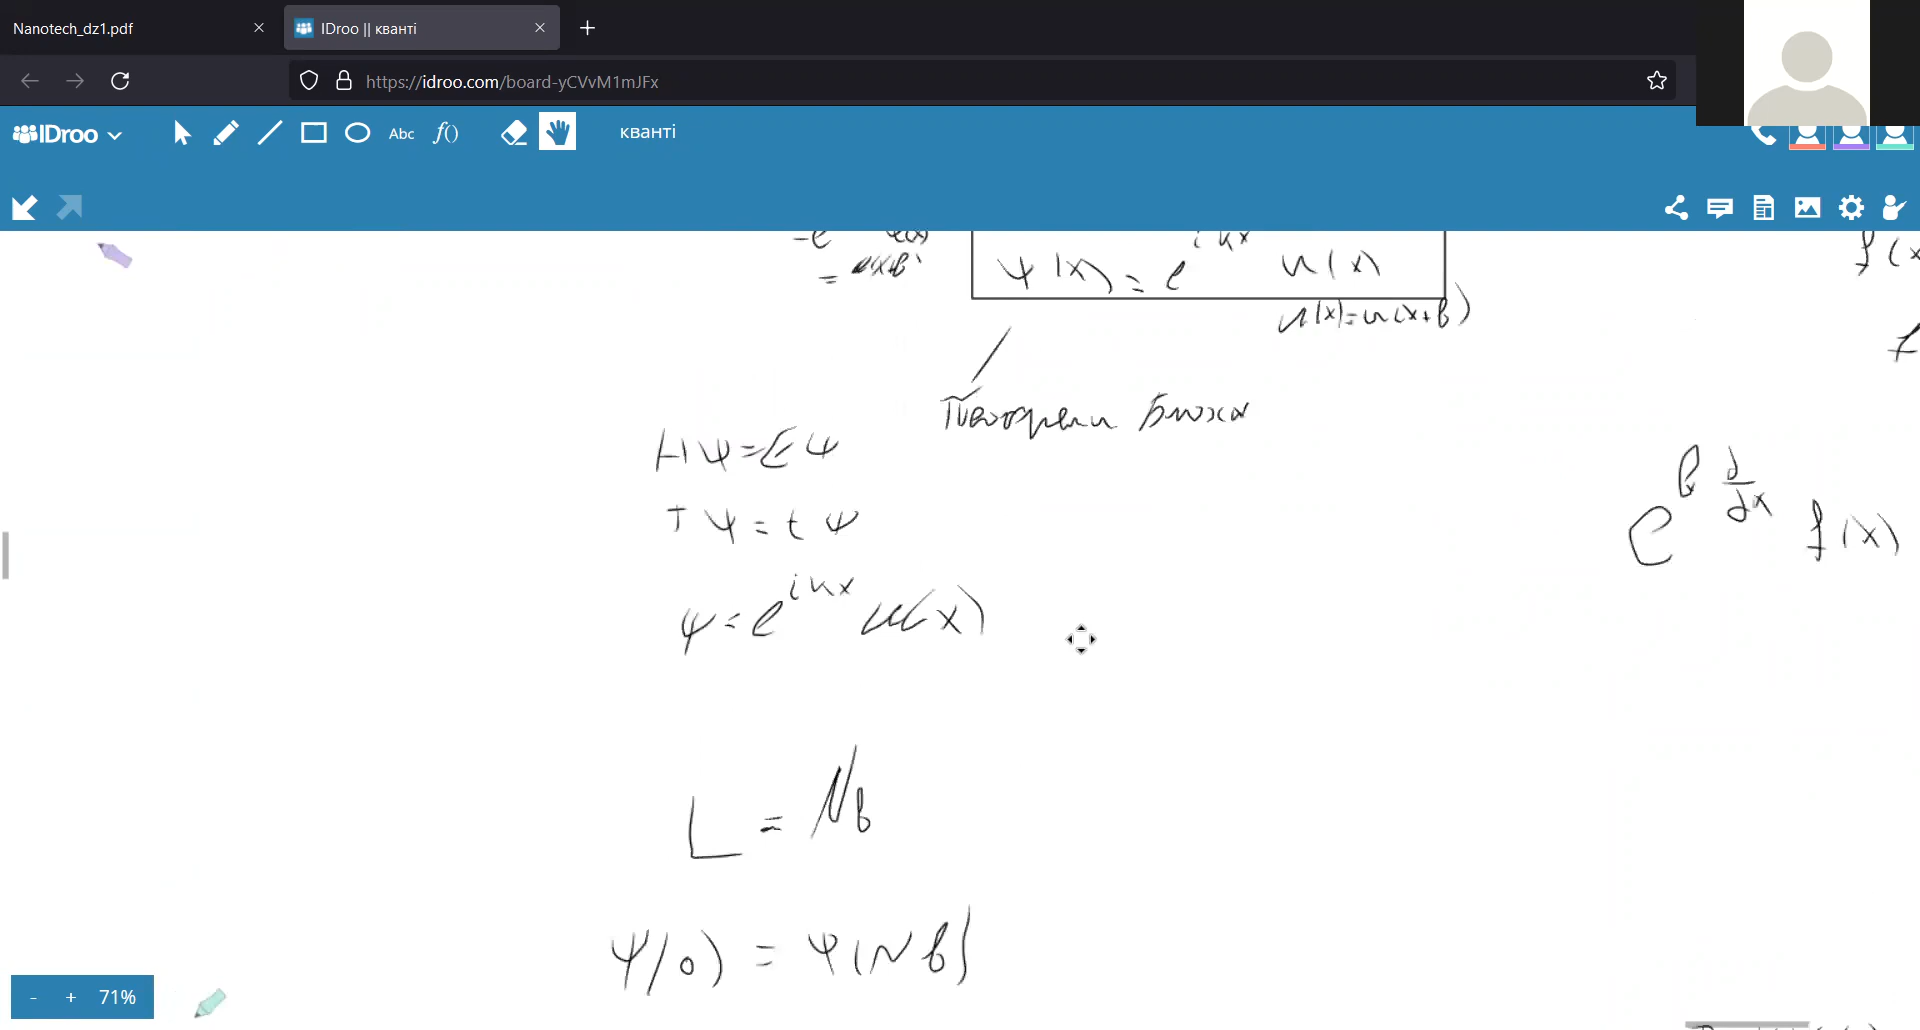 Nanotech_dz1.pdf
IDroo || кванті
https://idroo.com/board-yCVvM1mJFx
IDroo
Abc
f()
кванті
ψ(x) = e^{ikx} u(x)
u(x)=u(x+b)
Теорема Блоха
Hψ=Eψ
Tψ=tψ
ψ=e^{ikx} u(x)
e^{b d/dx} f(x)
L = Nb
ψ(0) = ψ(Nb)
- + 71%